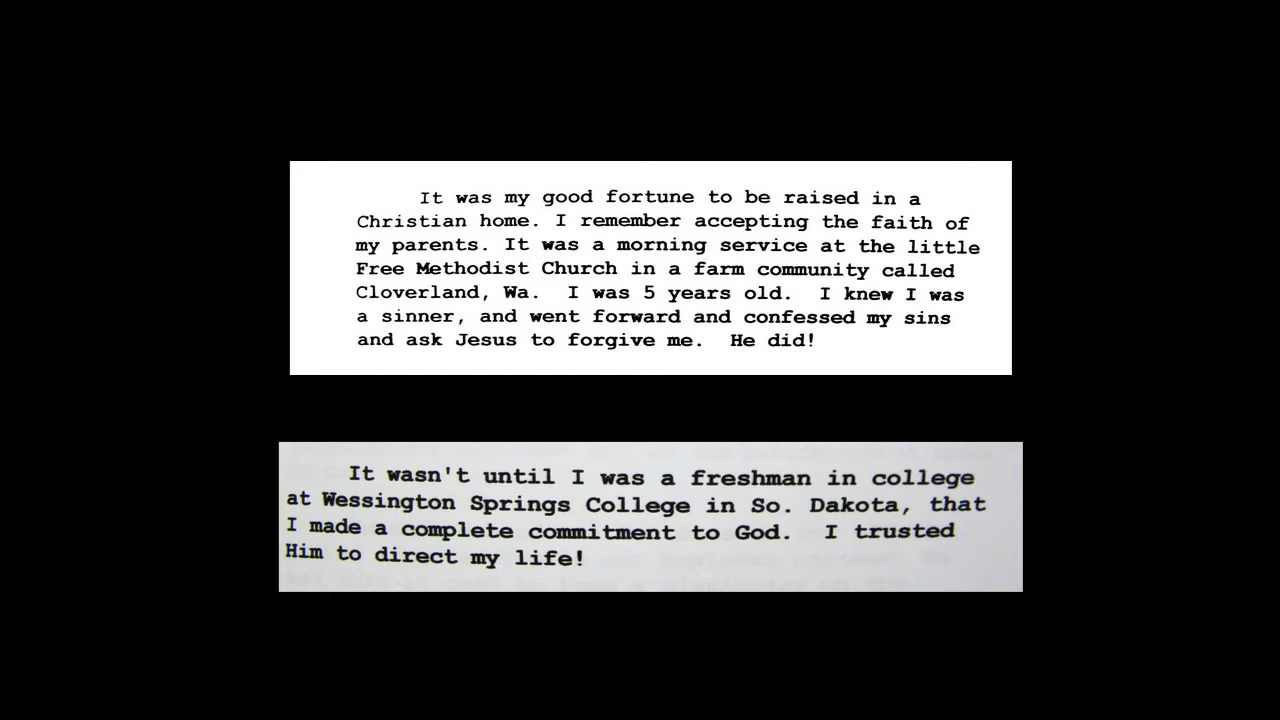 It was my good fortune to be raised in a
Christian home. I remember accepting the faith of
my parents. It was a morning service at the little
Free Methodist Church in a farm community called
Cloverland, Wa. I was 5 years old. I knew I was
a sinner, and went forward and confessed my sins
and ask Jesus to forgive me. He did!
It wasn't until I was a freshman in college
at Wessington Springs College in So. Dakota, that
I made a complete commitment to God. I trusted
Him to direct my life!